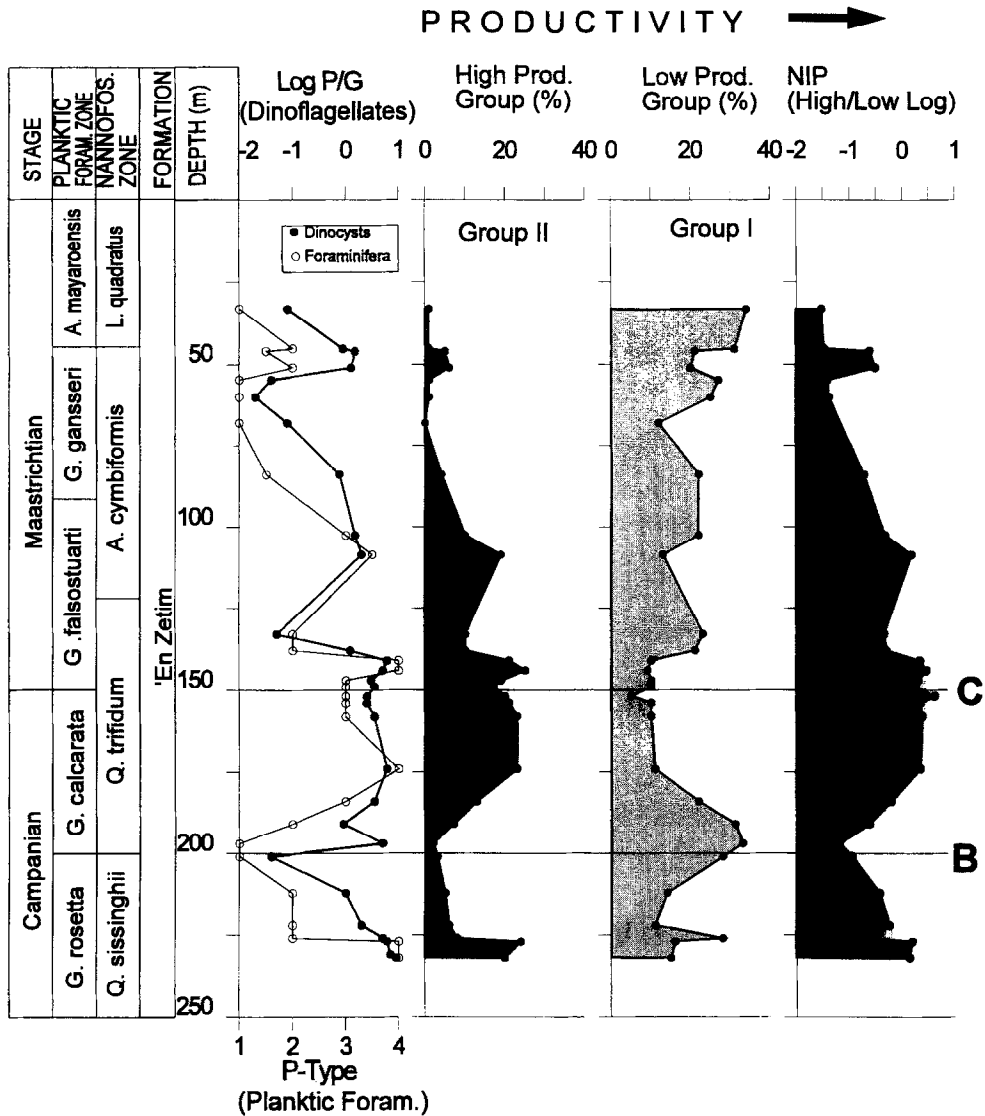 PRODUCTIVITY
Log P/G
(Dinoflagellates)
High Prod.
Group (%)
Low Prod.
Group (%)
NIP
(High/Low Log)
STAGE
PLANKTIC
FORAM. ZONE
NANNOFOS.
ZONE
FORMATION
DEPTH (m)
-2 -1 0 1
0 20 40
0 20 40
-2 -1 0 1
Dinocysts
Foraminifera
Group II
Group I
Maastrichtian
Campanian
A. mayaroensis
G. gansseri
G .falsostuarti
G. calcarata
G. rosetta
L. quadratus
A. cymbiformis
Q. trifidum
Q. sissinghii
'En Zetim
50
100
150
200
250
C
B
1 2 3 4
P-Type
(Planktic Foram.)